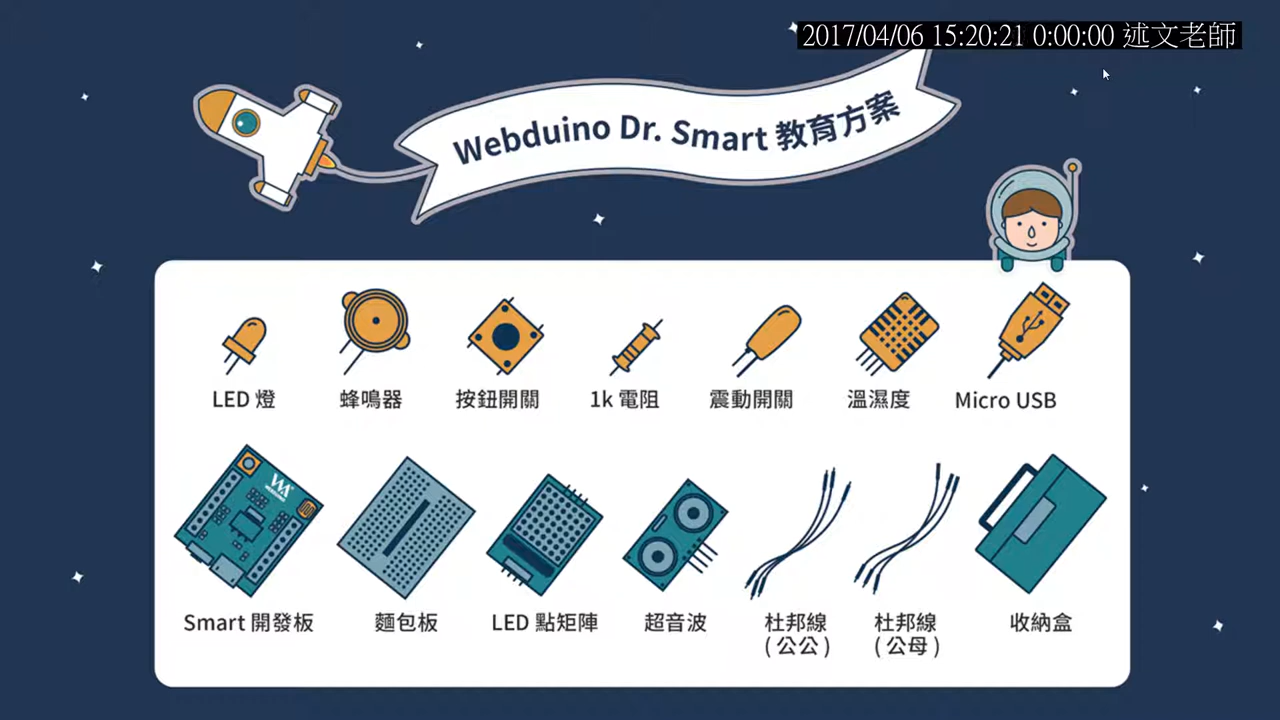 2017/04/06 15:20:21 0:00:00 述文老師
Webduino Dr. Smart 教育方案
LED 燈
蜂鳴器
按鈕開關
1k 電阻
震動開關
溫濕度
Micro USB
Smart 開發板
麵包板
LED 點矩陣
超音波
杜邦線
( 公公 )
杜邦線
( 公母 )
收納盒